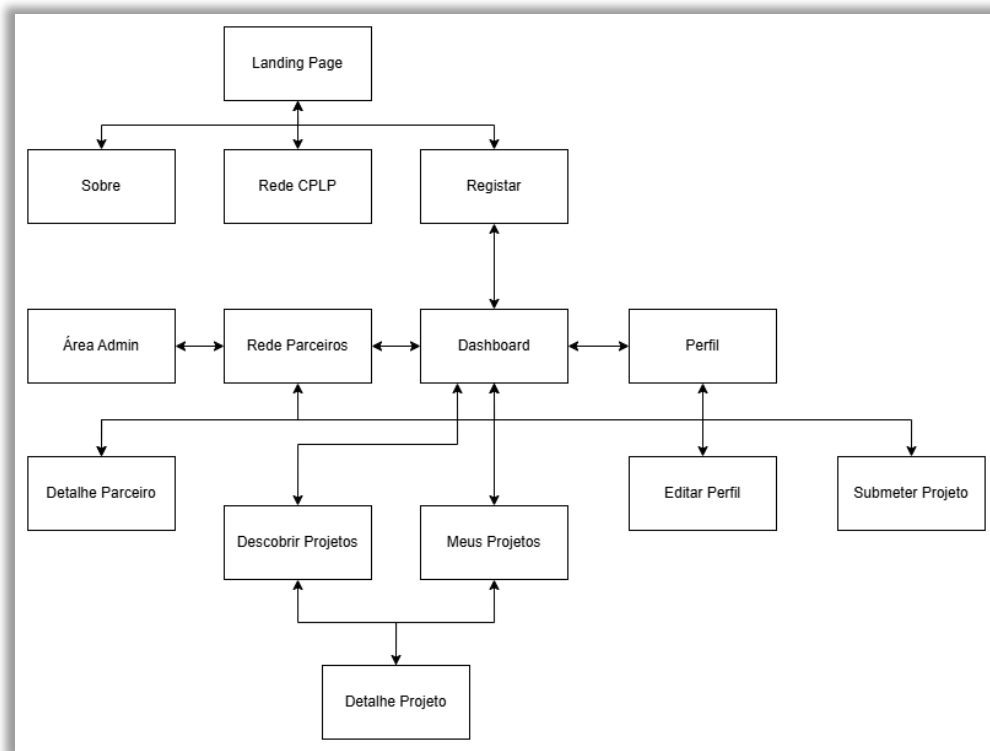 Landing Page
Sobre
Rede CPLP
Registar
Área Admin
Rede Parceiros
Dashboard
Perfil
Detalhe Parceiro
Editar Perfil
Submeter Projeto
Descobrir Projetos
Meus Projetos
Detalhe Projeto